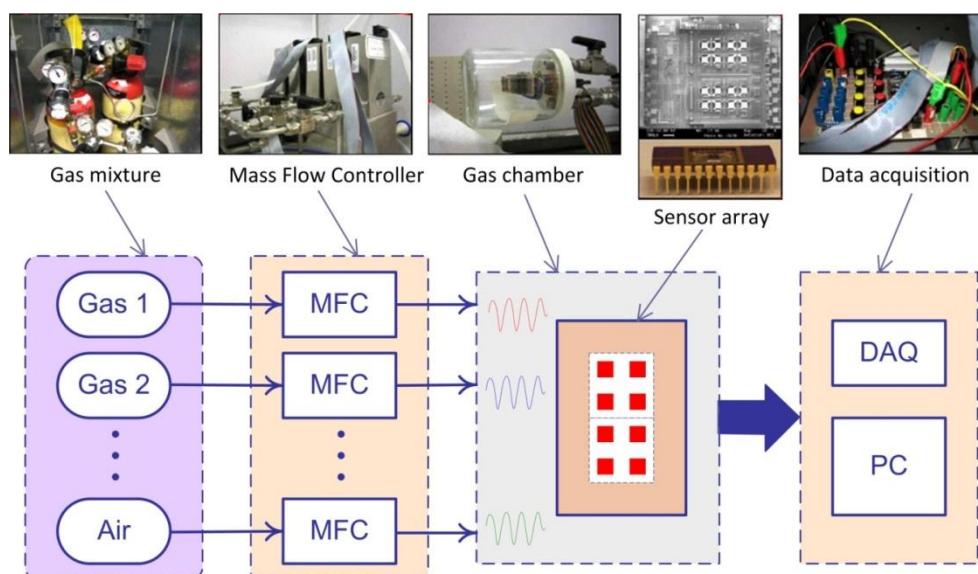 Gas mixture
Mass Flow Controller
Gas chamber
Sensor array
Data acquisition
Gas 1
MFC
Gas 2
MFC
DAQ
PC
Air
MFC